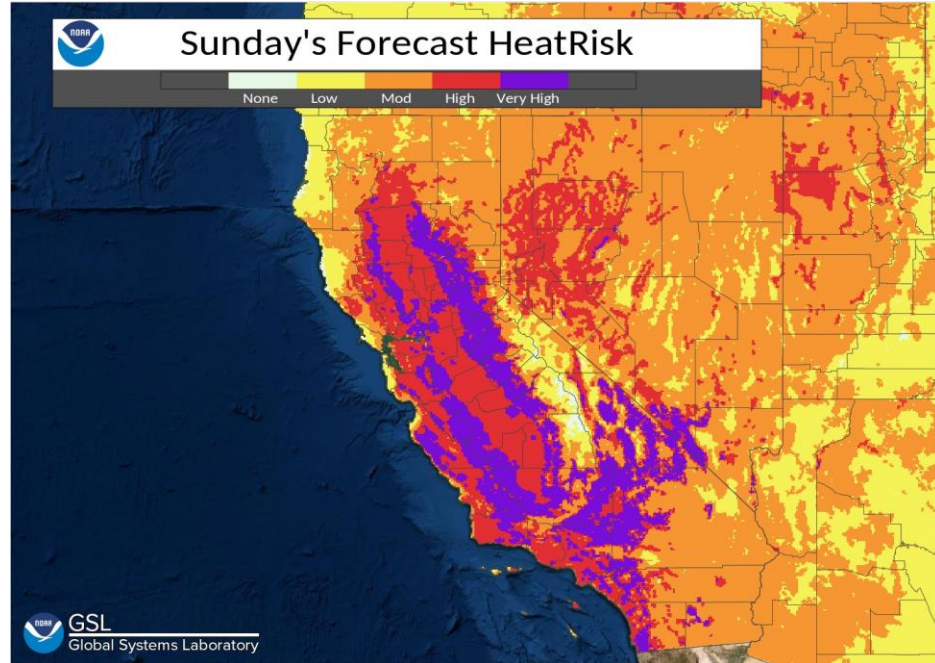 NOAA
Sunday's Forecast HeatRisk
None Low Mod High Very High
NOAA
GSL
Global Systems Laboratory